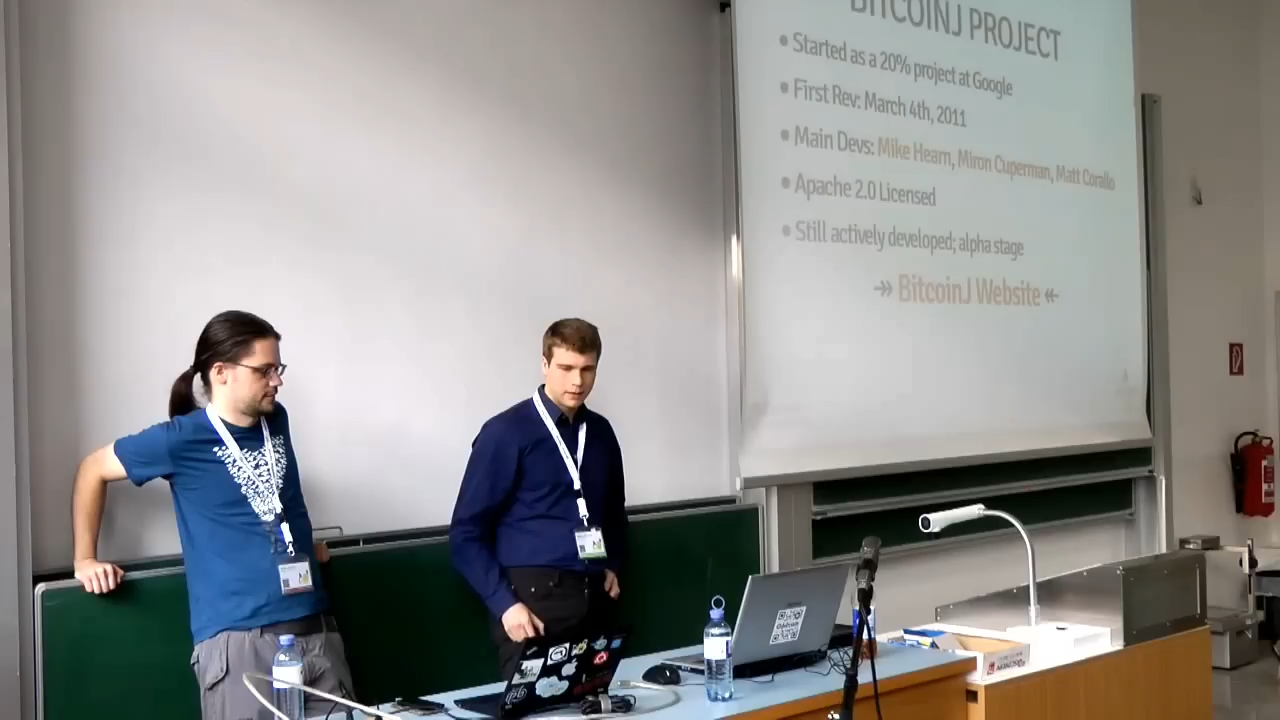 BITCOINJ PROJECT
• Started as a 20% project at Google
• First Rev: March 4th, 2011
• Main Devs: Mike Hearn, Miron Cuperman, Matt Corallo
• Apache 2.0 Licensed
• Still actively developed; alpha stage
↠ BitcoinJ Website ↞